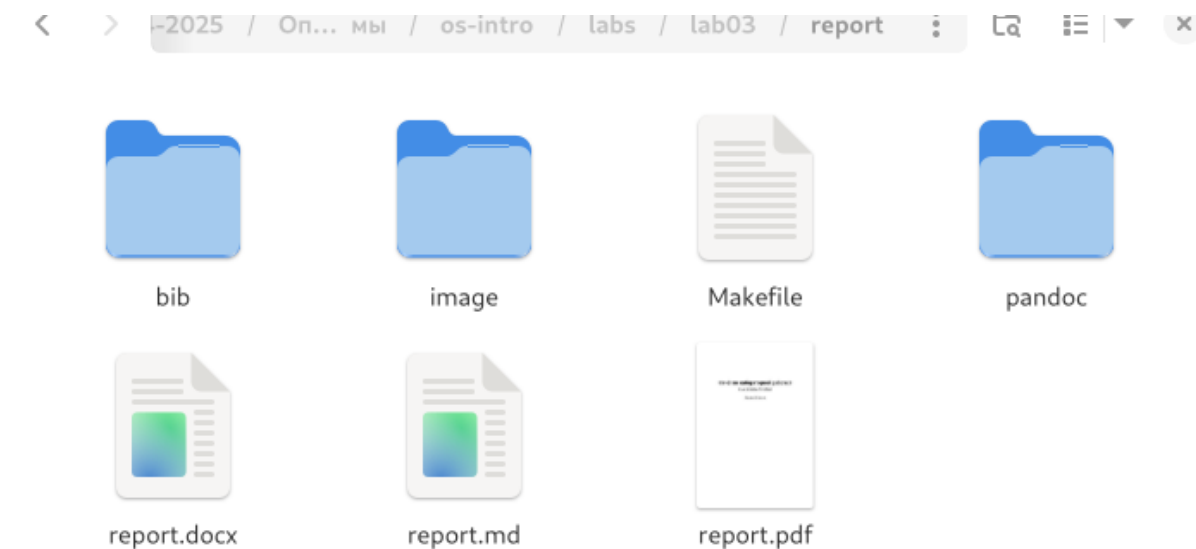 -2025 / Оп... мы / os-intro / labs / lab03 / report
bib image Makefile pandoc
report.docx report.md report.pdf